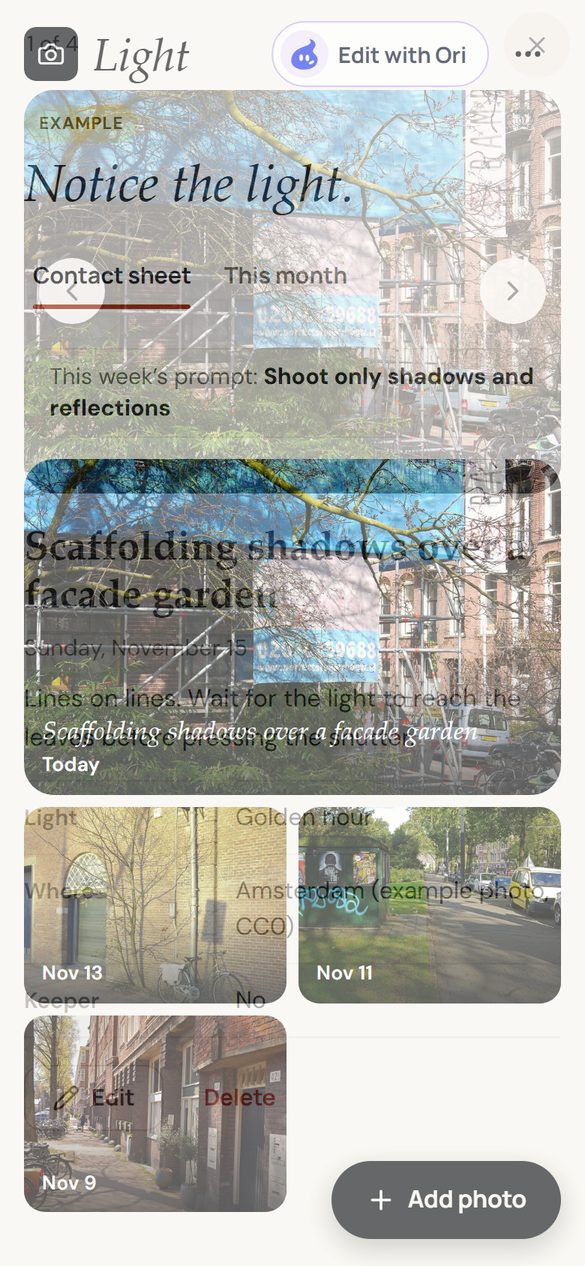 1 of 4
Light
Edit with Ori
EXAMPLE
Notice the light.
Contact sheet
This month
This week's prompt: Shoot only shadows and
reflections
Scaffolding shadows over a
facade garden
Sunday, November 15
Lines on lines. Wait for the light to reach the
leaves before pressing the shutter.
Scaffolding shadows over a facade garden
Today
Light
Golden hour
Where
Amsterdam (example photo,
CC0)
Nov 13
Nov 11
Keeper
No
Edit
Delete
Nov 9
Add photo